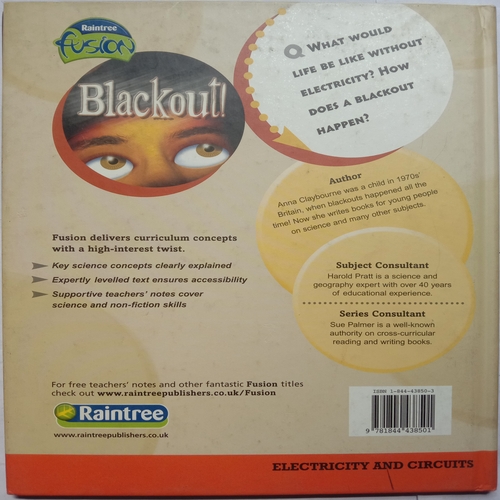 Raintree
FUSION
Blackout!
Q WHAT WOULD
LIFE BE LIKE WITHOUT
ELECTRICITY? HOW
DOES A BLACKOUT
HAPPEN?
Author
Anna Claybourne was a child in 1970s'
Britain, when blackouts happened all the
time! Now she writes books for young people
on science and many other subjects.
Fusion delivers curriculum concepts
with a high-interest twist.
Key science concepts clearly explained
Expertly levelled text ensures accessibility
Supportive teachers' notes cover
science and non-fiction skills
Subject Consultant
Harold Pratt is a science and
geography expert with over 40 years
of educational experience.
Series Consultant
Sue Palmer is a well-known
authority on cross-curricular
reading and writing books.
For free teachers' notes and other fantastic Fusion titles
check out www.raintreepublishers.co.uk/Fusion
Raintree
www.raintreepublishers.co.uk
ISBN 1-844-43850-3
9 781844 438501
ELECTRICITY AND CIRCUITS